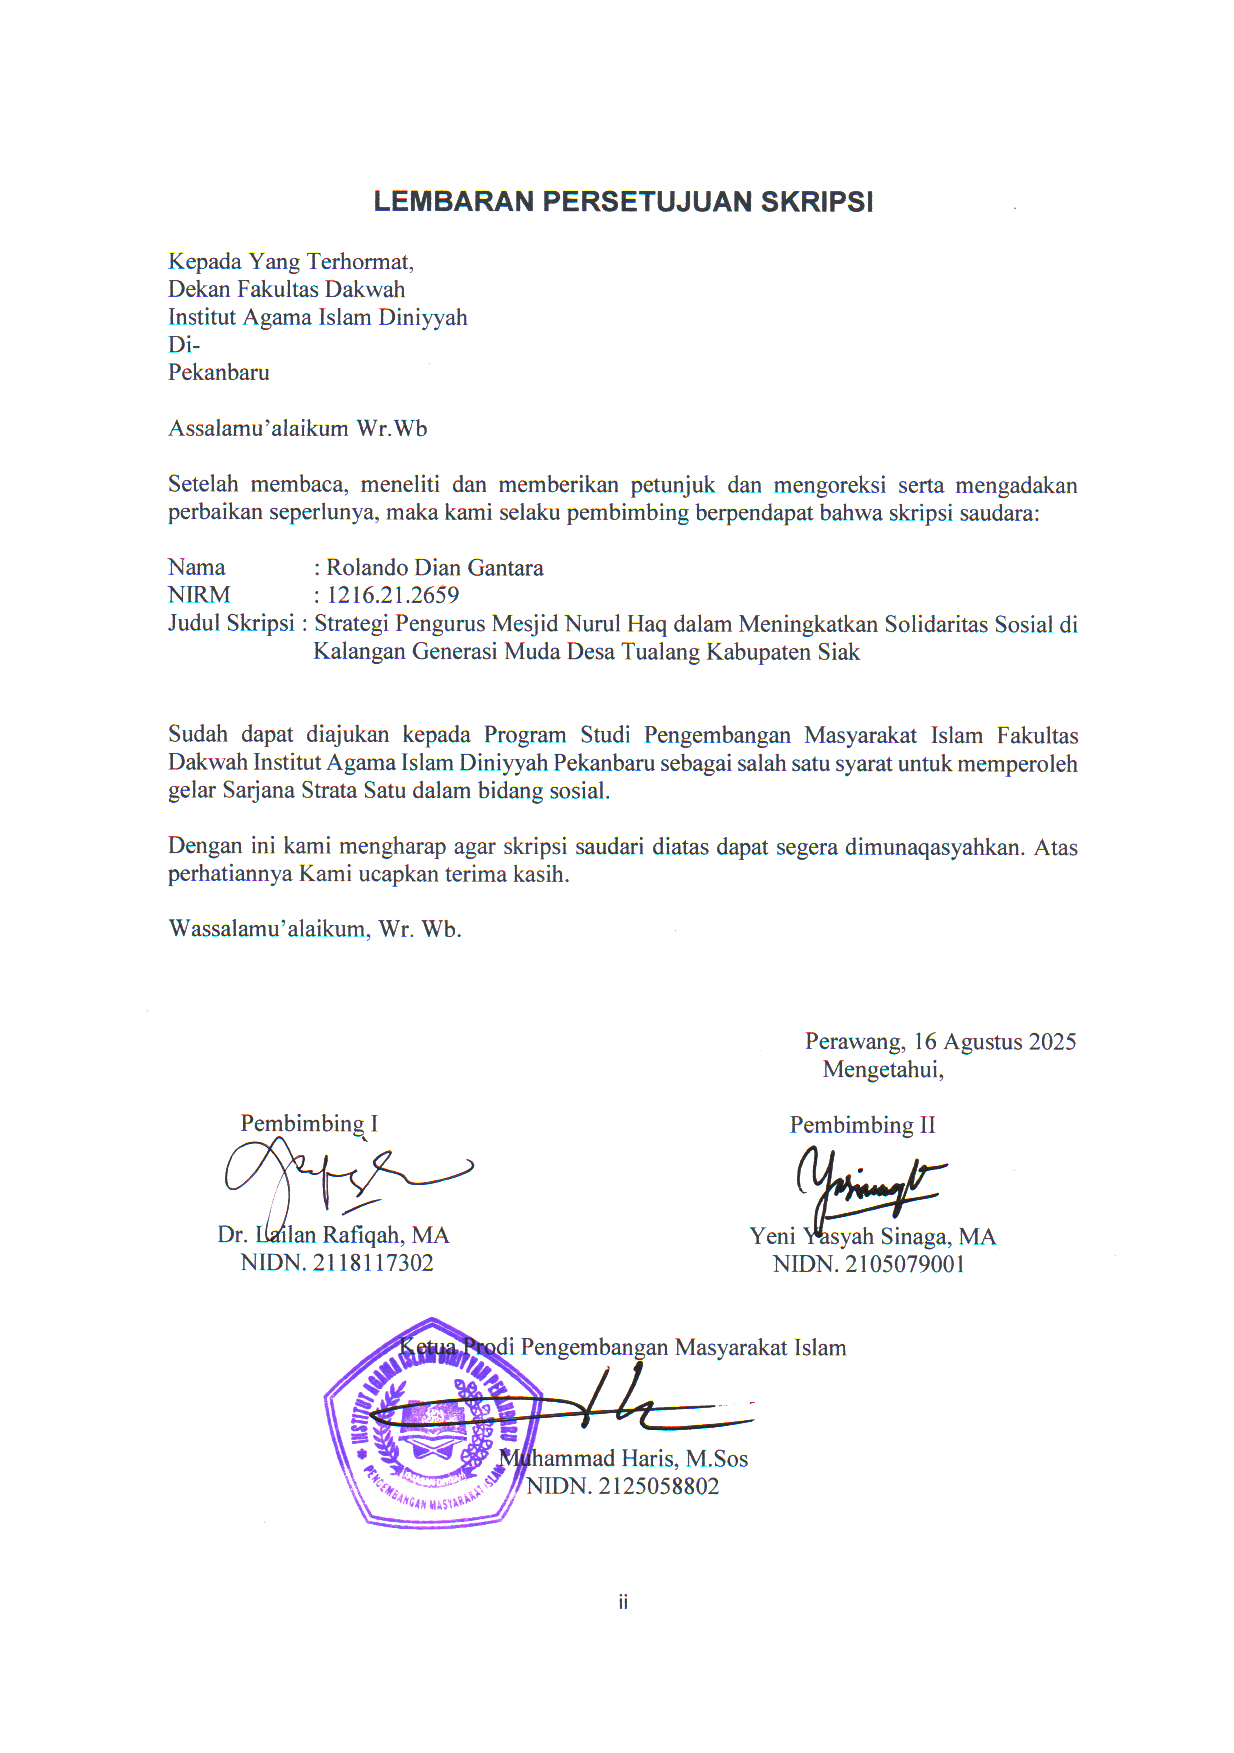 LEMBARAN PERSETUJUAN SKRIPSI
Kepada Yang Terhormat,
Dekan Fakultas Dakwah
Institut Agama Islam Diniyyah
Di-
Pekanbaru
Assalamu'alaikum Wr.Wb
Setelah membaca, meneliti dan memberikan petunjuk dan mengoreksi serta mengadakan
perbaikan seperlunya, maka kami selaku pembimbing berpendapat bahwa skripsi saudara:
Nama : Rolando Dian Gantara
NIRM : 1216.21.2659
Judul Skripsi : Strategi Pengurus Mesjid Nurul Haq dalam Meningkatkan Solidaritas Sosial di
Kalangan Generasi Muda Desa Tualang Kabupaten Siak
Sudah dapat diajukan kepada Program Studi Pengembangan Masyarakat Islam Fakultas
Dakwah Institut Agama Islam Diniyyah Pekanbaru sebagai salah satu syarat untuk memperoleh
gelar Sarjana Strata Satu dalam bidang sosial.
Dengan ini kami mengharap agar skripsi saudari diatas dapat segera dimunaqasyahkan. Atas
perhatiannya Kami ucapkan terima kasih.
Wassalamu'alaikum, Wr. Wb.
Perawang, 16 Agustus 2025
Mengetahui,
Pembimbing I Pembimbing II
Dr. Lailan Rafiqah, MA Yeni Yasyah Sinaga, MA
NIDN. 2118117302 NIDN. 2105079001
Ketua Prodi Pengembangan Masyarakat Islam
INSTITUT AGAMA ISLAM DINIYYAH PEKANBARU
PENGEMBANGAN MASYARAKAT ISLAM
Muhammad Haris, M.Sos
NIDN. 2125058802
ii